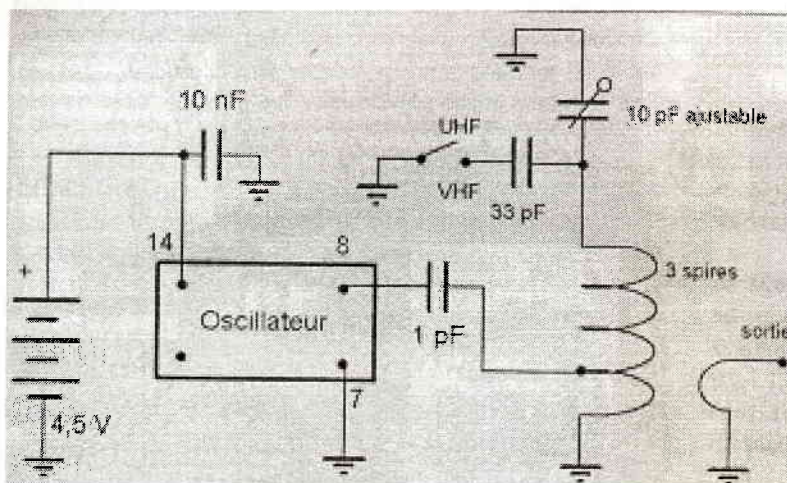 10 nF
UHF
VHF
33 pF
10 pF ajustable
14
8
+
Oscillateur
1 pF
3 spires
sortie
7
4,5 V